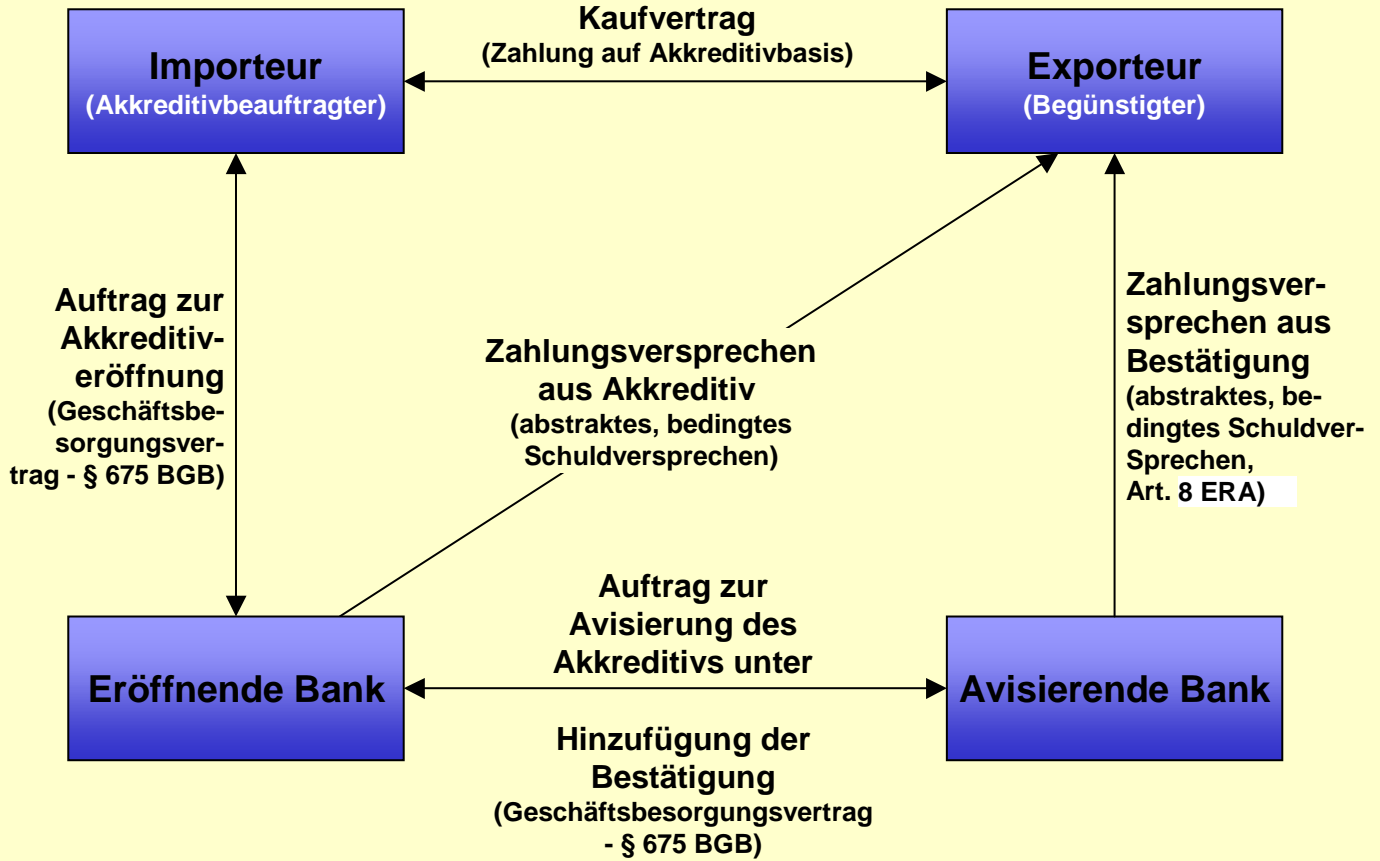 Kaufvertrag
(Zahlung auf Akkreditivbasis)
Importeur
(Akkreditivbeauftragter)
Exporteur
(Begünstigter)
Auftrag zur
Akkreditiv-
eröffnung
(Geschäftsbe-
sorgungsver-
trag - § 675 BGB)
Zahlungsversprechen
aus Akkreditiv
(abstraktes, bedingtes
Schuldversprechen)
Zahlungsver-
sprechen aus
Bestätigung
(abstraktes, be-
dingtes Schuldver-
Sprechen,
Art. 8 ERA)
Auftrag zur
Avisierung des
Akkreditivs unter
Eröffnende Bank
Avisierende Bank
Hinzufügung der
Bestätigung
(Geschäftsbesorgungsvertrag
- § 675 BGB)